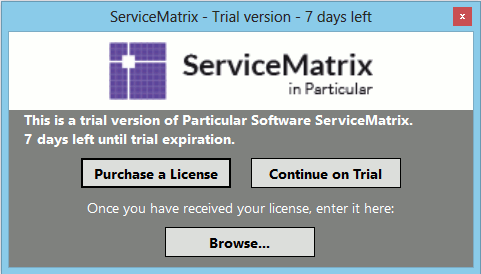 ServiceMatrix - Trial version - 7 days left
x
ServiceMatrix
in Particular
This is a trial version of Particular Software ServiceMatrix.
7 days left until trial expiration.
Purchase a License
Continue on Trial
Once you have received your license, enter it here:
Browse...